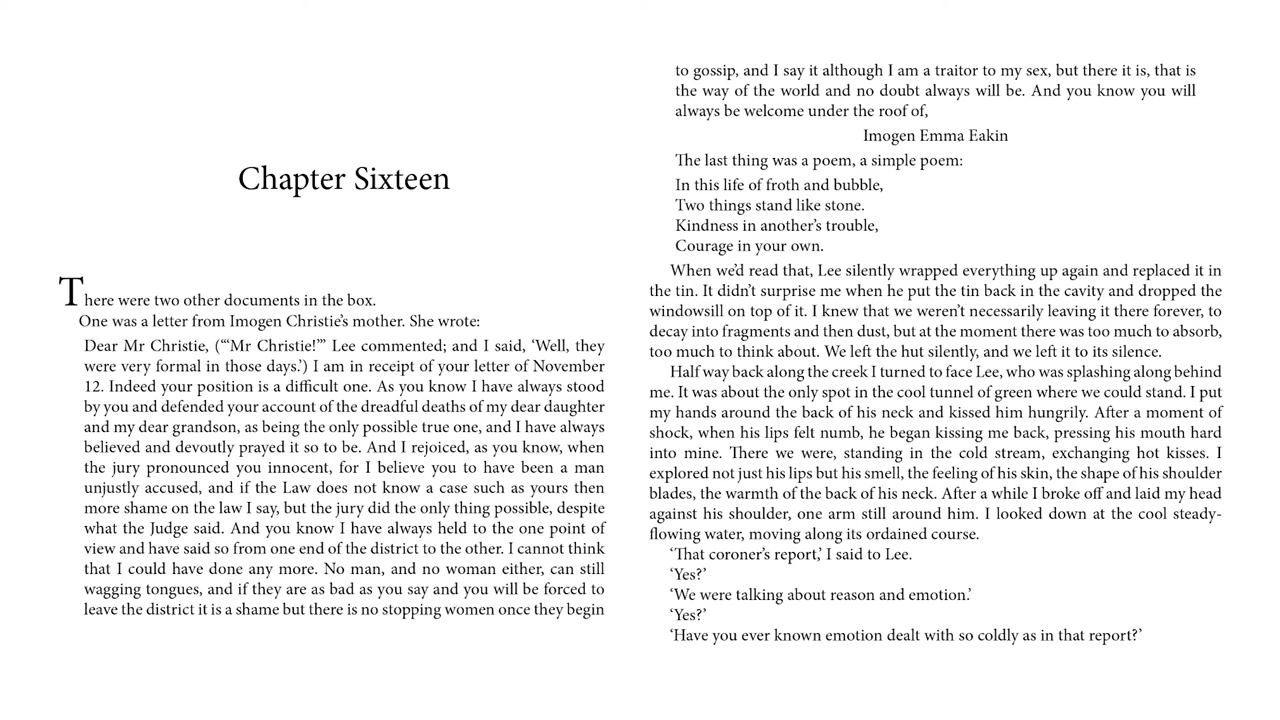 Chapter Sixteen
There were two other documents in the box.
One was a letter from Imogen Christie’s mother. She wrote:
Dear Mr Christie, (“‘Mr Christie!’” Lee commented; and I said, ‘Well, they
were very formal in those days.’) I am in receipt of your letter of November
12. Indeed your position is a difficult one. As you know I have always stood
by you and defended your account of the dreadful deaths of my dear daughter
and my dear grandson, as being the only possible true one, and I have always
believed and devoutly prayed it so to be. And I rejoiced, as you know, when
the jury pronounced you innocent, for I believe you to have been a man
unjustly accused, and if the Law does not know a case such as yours then
more shame on the law I say, but the jury did the only thing possible, despite
what the Judge said. And you know I have always held to the one point of
view and have said so from one end of the district to the other. I cannot think
that I could have done any more. No man, and no woman either, can still
wagging tongues, and if they are as bad as you say and you will be forced to
leave the district it is a shame but there is no stopping women once they begin
to gossip, and I say it although I am a traitor to my sex, but there it is, that is
the way of the world and no doubt always will be. And you know you will
always be welcome under the roof of,
Imogen Emma Eakin
The last thing was a poem, a simple poem:
In this life of froth and bubble,
Two things stand like stone.
Kindness in another’s trouble,
Courage in your own.
When we’d read that, Lee silently wrapped everything up again and replaced it in
the tin. It didn’t surprise me when he put the tin back in the cavity and dropped the
windowsill on top of it. I knew that we weren’t necessarily leaving it there forever, to
decay into fragments and then dust, but at the moment there was too much to absorb,
too much to think about. We left the hut silently, and we left it to its silence.
Half way back along the creek I turned to face Lee, who was splashing along behind
me. It was about the only spot in the cool tunnel of green where we could stand. I put
my hands around the back of his neck and kissed him hungrily. After a moment of
shock, when his lips felt numb, he began kissing me back, pressing his mouth hard
into mine. There we were, standing in the cold stream, exchanging hot kisses. I
explored not just his lips but his smell, the feeling of his skin, the shape of his shoulder
blades, the warmth of the back of his neck. After a while I broke off and laid my head
against his shoulder, one arm still around him. I looked down at the cool steady-
flowing water, moving along its ordained course.
‘That coroner’s report,’ I said to Lee.
‘Yes?’
‘We were talking about reason and emotion.’
‘Yes?’
‘Have you ever known emotion dealt with so coldly as in that report?’